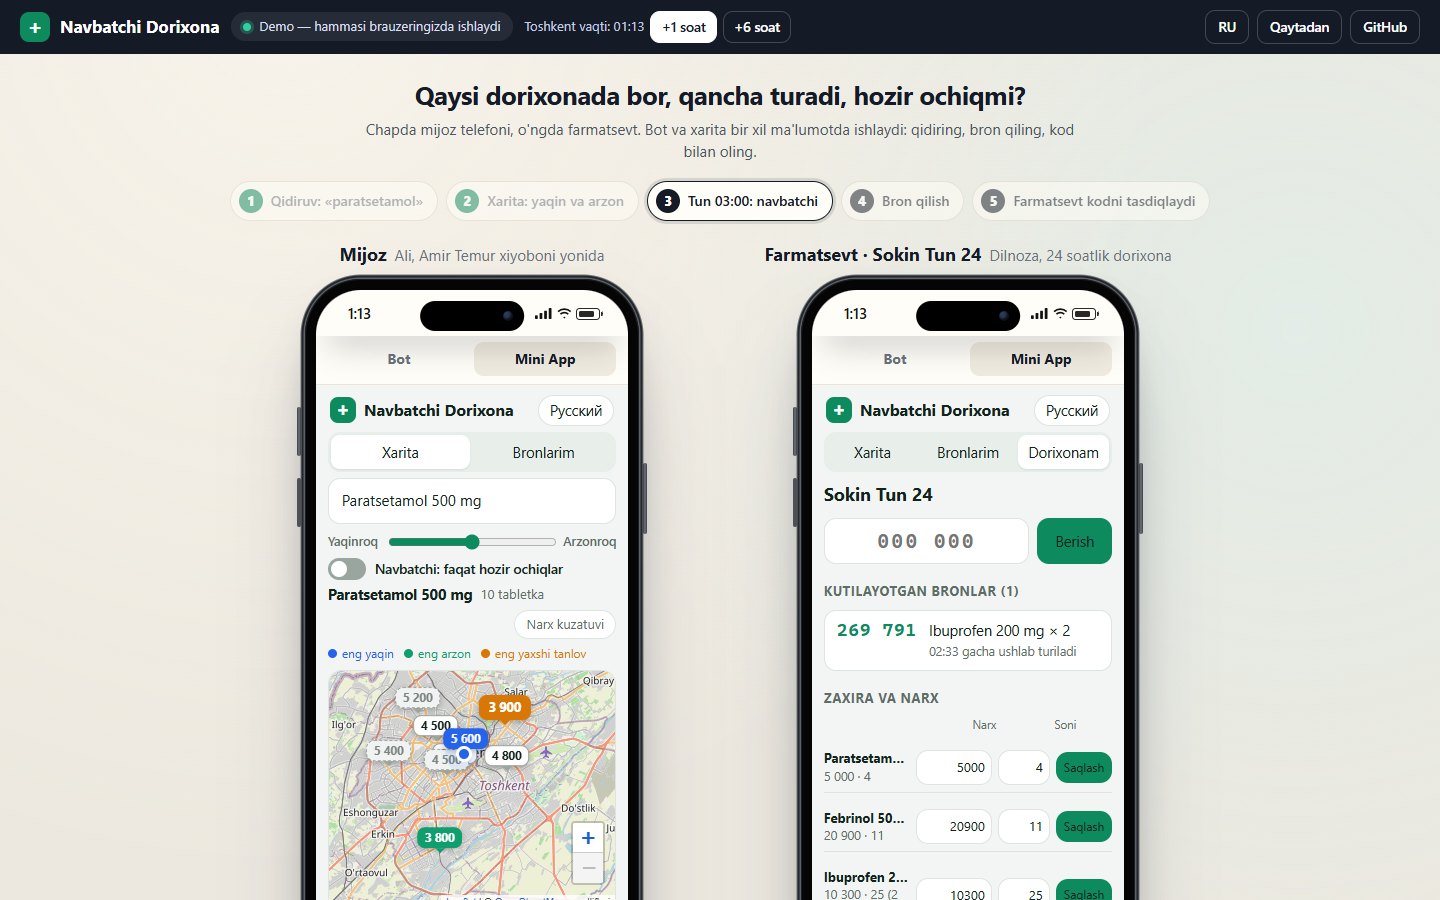 Navbatchi Dorixona
Demo — hammasi brauzeringizda ishlaydi
Toshkent vaqti: 01:13
+1 soat
+6 soat
RU
Qaytadan
GitHub
Qaysi dorixonada bor, qancha turadi, hozir ochiqmi?
Chapda mijoz telefoni, o'ngda farmatsevt. Bot va xarita bir xil ma'lumotda ishlaydi: qidiring, bron qiling, kod
bilan oling.
1 Qidiruv: «paratsetamol»
2 Xarita: yaqin va arzon
3 Tun 03:00: navbatchi
4 Bron qilish
5 Farmatsevt kodni tasdiqlaydi
Mijoz Ali, Amir Temur xiyoboni yonida
1:13
Bot
Mini App
Navbatchi Dorixona
Русский
Xarita
Bronlarim
Paratsetamol 500 mg
Yaqinroq
Arzonroq
Navbatchi: faqat hozir ochiqlar
Paratsetamol 500 mg 10 tabletka
Narx kuzatuvi
eng yaqin
eng arzon
eng yaxshi tanlov
Qibray
Salar
5 200
3 900
Ilg'or
4 500
5 600
5 400
4 500
4 800
Toshkent
Eshonguzar
Do'stlik
Erkin
3 800
O'rtaovul
+
−
Farmatsevt · Sokin Tun 24 Dilnoza, 24 soatlik dorixona
1:13
Bot
Mini App
Navbatchi Dorixona
Русский
Xarita
Bronlarim
Dorixonam
Sokin Tun 24
000 000
Berish
KUTILAYOTGAN BRONLAR (1)
269 791
Ibuprofen 200 mg × 2
02:33 gacha ushlab turiladi
ZAXIRA VA NARX
Narx
Soni
Paratsetam...
5 000 · 4
5000
4
Saqlash
Febrinol 50...
20 900 · 11
20900
11
Saqlash
Ibuprofen 2...
10 300 · 25 (2
10300
25
Saqlash